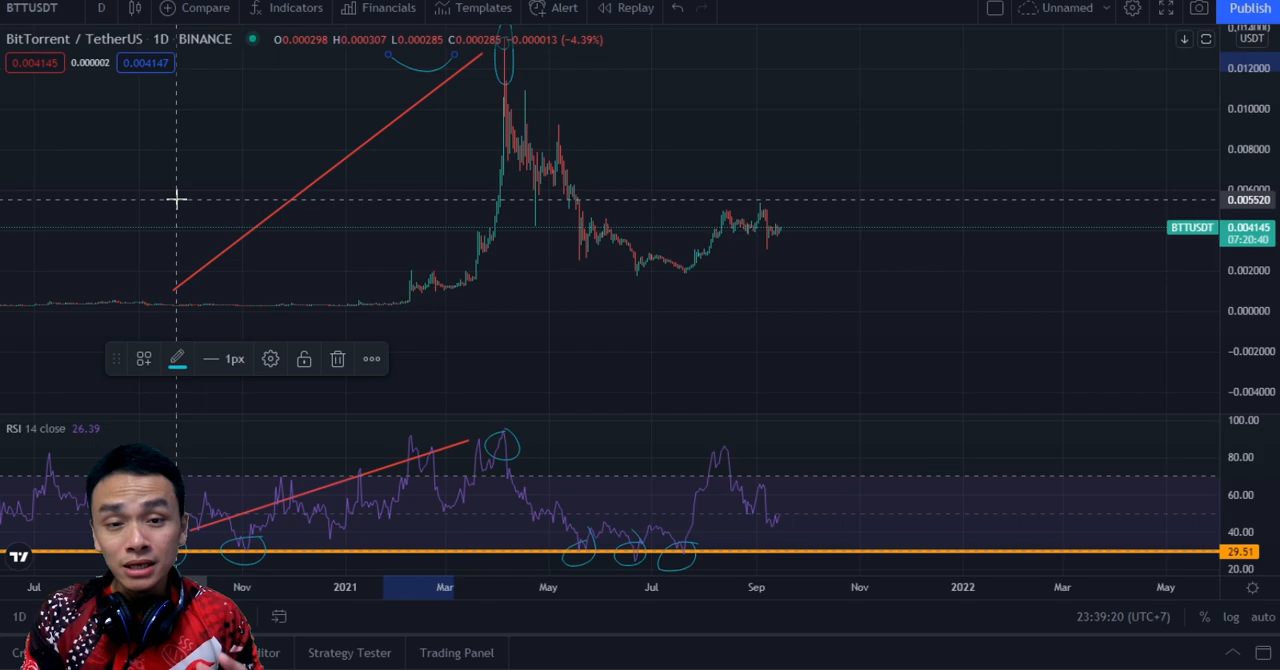 BTTUSDT D Compare Indicators Financials Templates Alert Replay Unnamed Publish
BitTorrent / TetherUS 1D BINANCE O0.000298 H0.000307 L0.000285 C0.000285 -0.000013 (-4.39%) USDT
0.004145 0.000002 0.004147
0.012000
0.010000
0.008000
0.006000
0.005520
BTTUSDT 0.004145
07:20:40
0.002000
0.000000
1px
-0.002000
-0.004000
RSI 14 close 26.39
100.00
80.00
60.00
40.00
29.51
20.00
Jul Nov 2021 Mar May Jul Sep Nov 2022 Mar May
1D 23:39:20 (UTC+7) % log auto
Strategy Tester Trading Panel